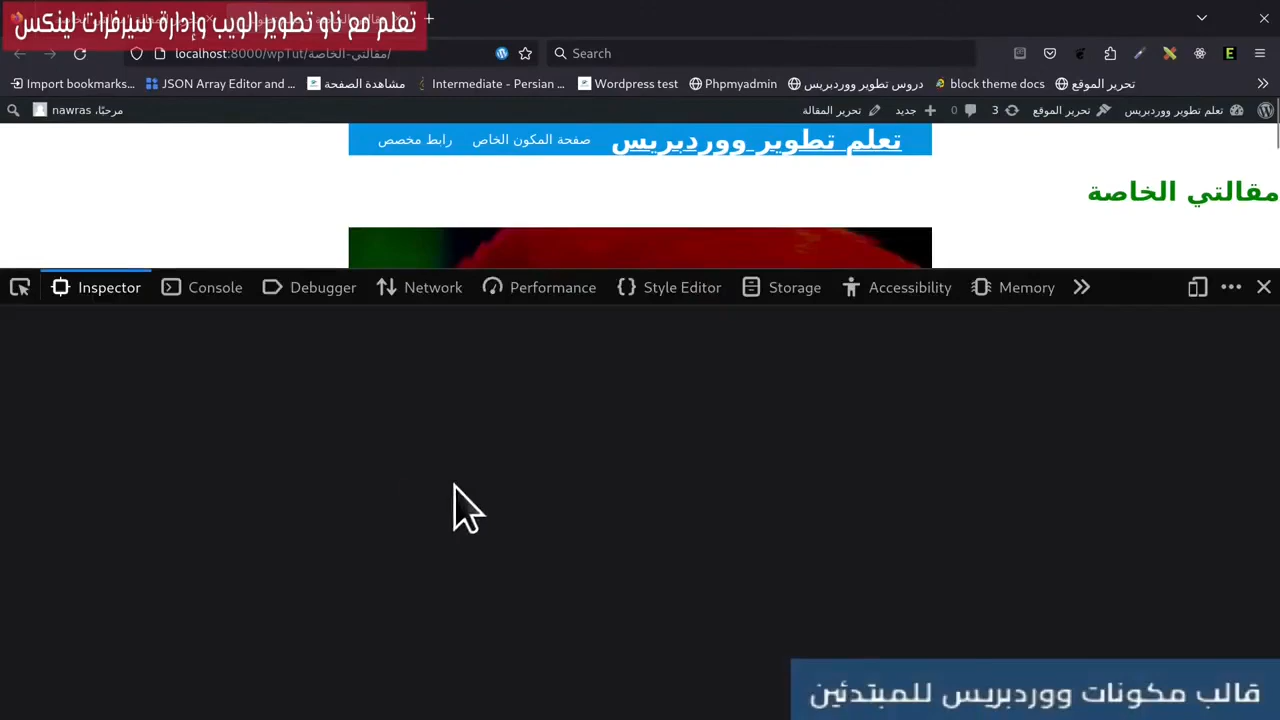 تعلم مع ناو تطوير الويب وإدارة سيرفرات لينكس
localhost:8000/wpTut/مقالتي-الخاصة/
Search
Import bookmarks...
JSON Array Editor and ...
مشاهدة الصفحة
Intermediate - Persian ...
Wordpress test
Phpmyadmin
دروس تطوير ووردبريس
block theme docs
تحرير الموقع
مرحبًا، nawras
تحرير المقالة
جديد
0
3
تحرير الموقع
تعلم تطوير ووردبريس
تعلم تطوير ووردبريس
صفحة المكون الخاص
رابط مخصص
مقالتي الخاصة
Inspector
Console
Debugger
Network
Performance
Style Editor
Storage
Accessibility
Memory
قالب مكونات ووردبريس للمبتدئين